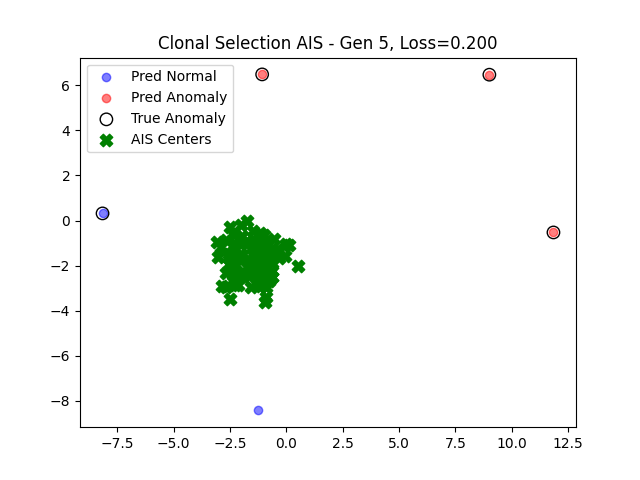 Clonal Selection AIS - Gen 5, Loss=0.200
Pred Normal
Pred Anomaly
True Anomaly
AIS Centers
6
4
2
0
−2
−4
−6
−8
−7.5 −5.0 −2.5 0.0 2.5 5.0 7.5 10.0 12.5